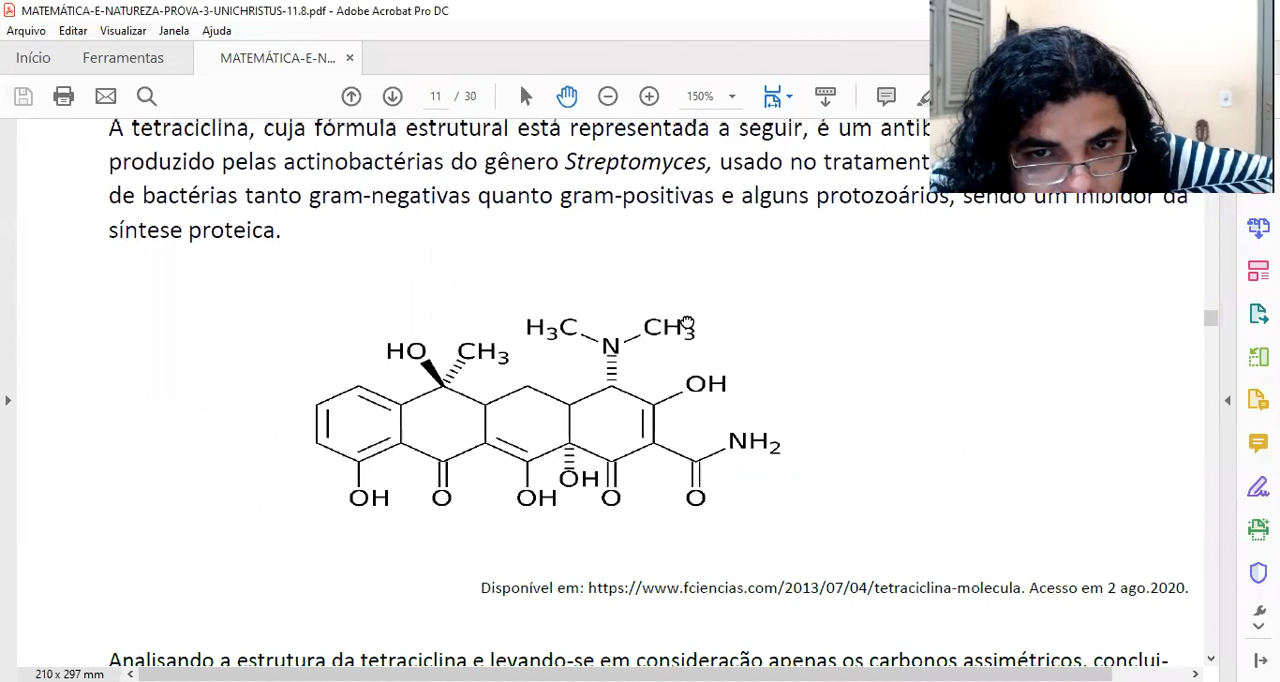 MATEMÁTICA-E-NATUREZA-PROVA-3-UNICHRISTUS-11.8.pdf - Adobe Acrobat Pro DC
Arquivo Editar Visualizar Janela Ajuda
Início Ferramentas MATEMÁTICA-E-N... ×
11 / 30 150%
A tetraciclina, cuja fórmula estrutural está representada a seguir, é um
produzido pelas actinobactérias do gênero Streptomyces, usado no
de bactérias tanto gram-negativas quanto gram-positivas e alguns protozoários, sendo um inibidor da
síntese proteica.
H3C CH3
N
HO CH3
OH
NH2
OH
OH O OH O O
Disponível em: https://www.fciencias.com/2013/07/04/tetraciclina-molecula. Acesso em 2 ago.2020.
Analisando a estrutura da tetraciclina e levando-se em consideração apenas os carbonos assimétricos, conclui-
210 x 297 mm